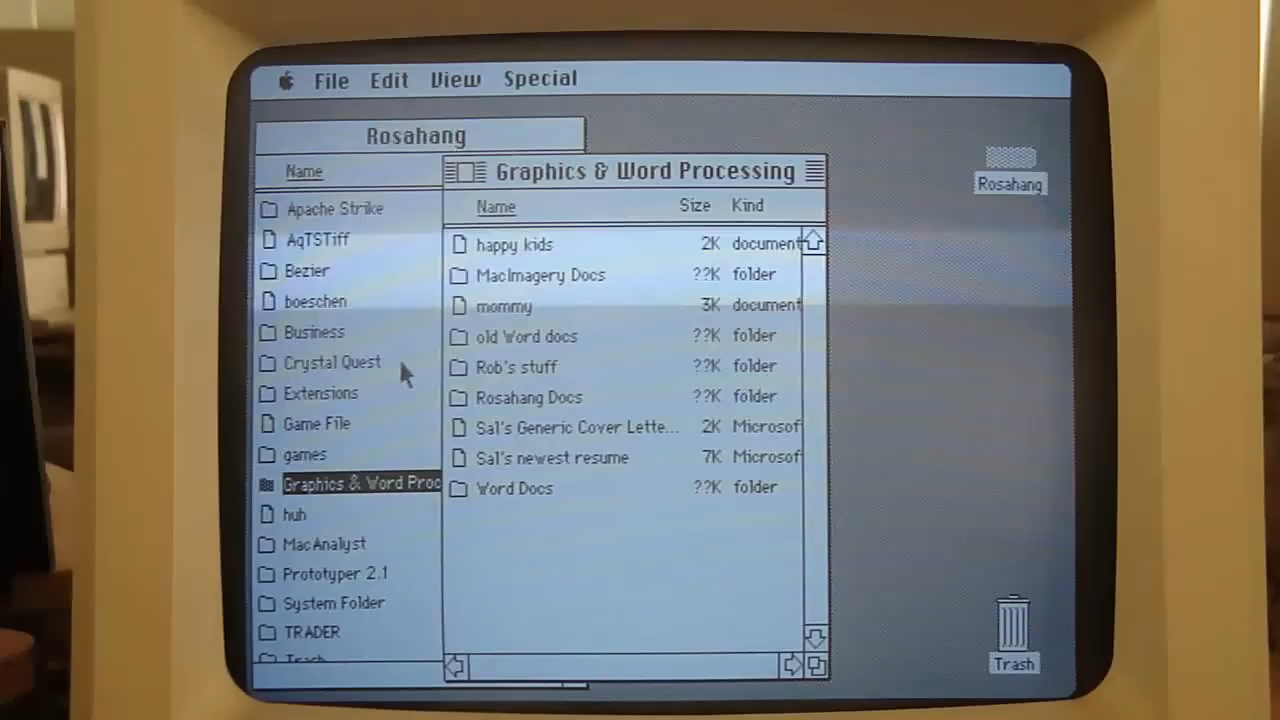 File Edit View Special
Rosahang
Name
Apache Strike
AqTSTiff
Bezier
boeschen
Business
Crystal Quest
Extensions
Game File
games
Graphics & Word Proc
huh
MacAnalyst
Prototyper 2.1
System Folder
TRADER
Graphics & Word Processing
Name Size Kind
happy kids 2K document
MacImagery Docs ??K folder
mommy 3K document
old Word docs ??K folder
Rob's stuff ??K folder
Rosahang Docs ??K folder
Sal's Generic Cover Lette... 2K Microsof
Sal's newest resume 7K Microsof
Word Docs ??K folder
Rosahang
Trash